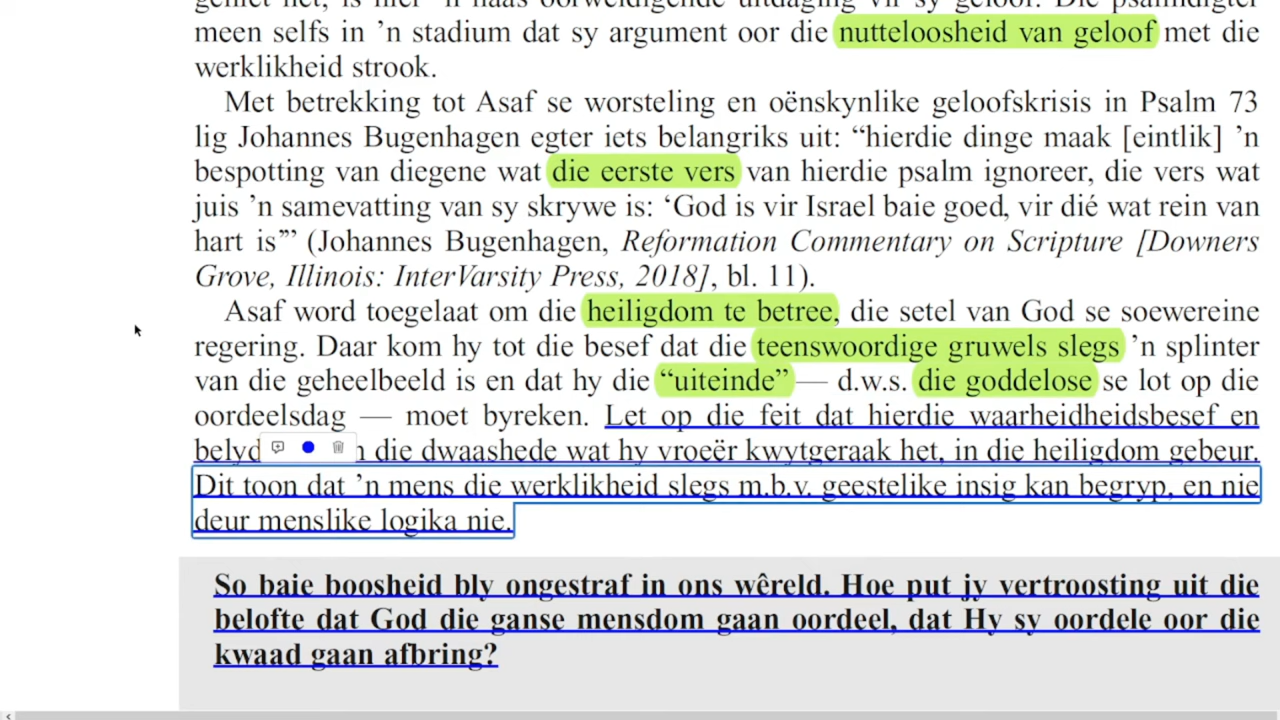 meen selfs in ’n stadium dat sy argument oor die nutteloosheid van geloof met die
werklikheid strook.
Met betrekking tot Asaf se worsteling en oënskynlike geloofskrisis in Psalm 73
lig Johannes Bugenhagen egter iets belangriks uit: “hierdie dinge maak [eintlik] ’n
bespotting van diegene wat die eerste vers van hierdie psalm ignoreer, die vers wat
juis ’n samevatting van sy skrywe is: ‘God is vir Israel baie goed, vir dié wat rein van
hart is’” (Johannes Bugenhagen, Reformation Commentary on Scripture [Downers
Grove, Illinois: InterVarsity Press, 2018], bl. 11).
Asaf word toegelaat om die heiligdom te betree, die setel van God se soewereine
regering. Daar kom hy tot die besef dat die teenswoordige gruwels slegs ’n splinter
van die geheelbeeld is en dat hy die “uiteinde” — d.w.s. die goddelose se lot op die
oordeelsdag — moet byreken. Let op die feit dat hierdie waarheidheidsbesef en
die dwaashede wat hy vroeër kwytgeraak het, in die heiligdom gebeur.
Dit toon dat ’n mens die werklikheid slegs m.b.v. geestelike insig kan begryp, en nie
deur menslike logika nie.
So baie boosheid bly ongestraf in ons wêreld. Hoe put jy vertroosting uit die
belofte dat God die ganse mensdom gaan oordeel, dat Hy sy oordele oor die
kwaad gaan afbring?